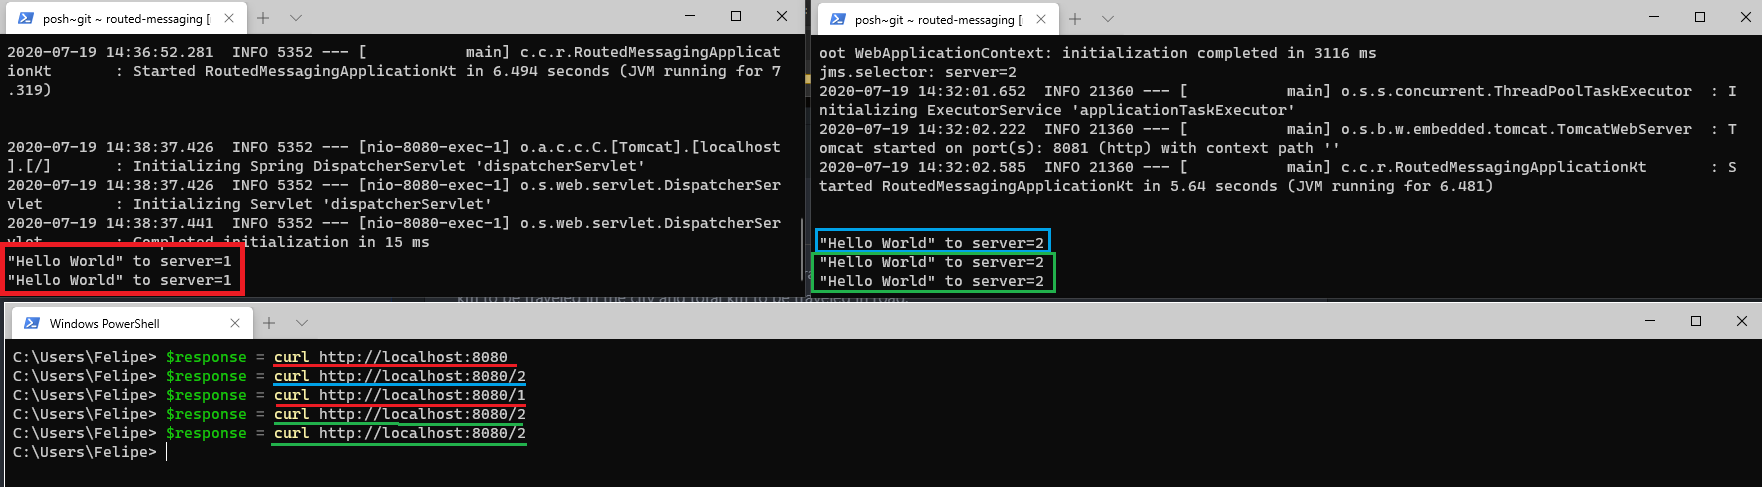 posh~git ~ routed-messaging [
2020-07-19 14:36:52.281  INFO 5352 --- [           main] c.c.r.RoutedMessagingApplicat
ionKt       : Started RoutedMessagingApplicationKt in 6.494 seconds (JVM running for 7
.319)
2020-07-19 14:38:37.426  INFO 5352 --- [nio-8080-exec-1] o.a.c.c.C.[Tomcat].[localhost
].[/]       : Initializing Spring DispatcherServlet 'dispatcherServlet'
2020-07-19 14:38:37.426  INFO 5352 --- [nio-8080-exec-1] o.s.web.servlet.DispatcherSer
vlet        : Initializing Servlet 'dispatcherServlet'
2020-07-19 14:38:37.441  INFO 5352 --- [nio-8080-exec-1] o.s.web.servlet.DispatcherSer
vlet        : Completed initialization in 15 ms
"Hello World" to server=1
"Hello World" to server=1
posh~git ~ routed-messaging [
oot WebApplicationContext: initialization completed in 3116 ms
jms.selector: server=2
2020-07-19 14:32:01.652  INFO 21360 --- [           main] o.s.s.concurrent.ThreadPoolTaskExecutor  : I
nitializing ExecutorService 'applicationTaskExecutor'
2020-07-19 14:32:02.222  INFO 21360 --- [           main] o.s.b.w.embedded.tomcat.TomcatWebServer  : T
omcat started on port(s): 8081 (http) with context path ''
2020-07-19 14:32:02.585  INFO 21360 --- [           main] c.c.r.RoutedMessagingApplicationKt       : S
tarted RoutedMessagingApplicationKt in 5.64 seconds (JVM running for 6.481)
"Hello World" to server=2
"Hello World" to server=2
"Hello World" to server=2
Windows PowerShell
C:\Users\Felipe> $response = curl http://localhost:8080
C:\Users\Felipe> $response = curl http://localhost:8080/2
C:\Users\Felipe> $response = curl http://localhost:8080/1
C:\Users\Felipe> $response = curl http://localhost:8080/2
C:\Users\Felipe> $response = curl http://localhost:8080/2
C:\Users\Felipe>